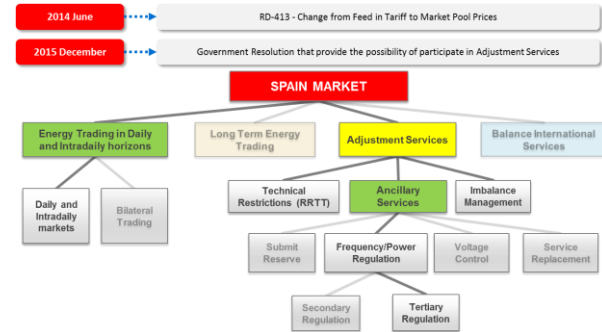 2014 June
RD-413 - Change from Feed in Tariff to Market Pool Prices
2015 December
Government Resolution that provide the possibility of participate in Adjustment Services
SPAIN MARKET
Energy Trading in Daily
and Intradaily horizons
Long Term Energy
Trading
Adjustment Services
Balance International
Services
Daily and
Intradaily
markets
Bilateral
Trading
Technical
Restrictions (RRTT)
Ancillary
Services
Imbalance
Management
Submit
Reserve
Frequency/Power
Regulation
Voltage
Control
Service
Replacement
Secondary
Regulation
Tertiary
Regulation